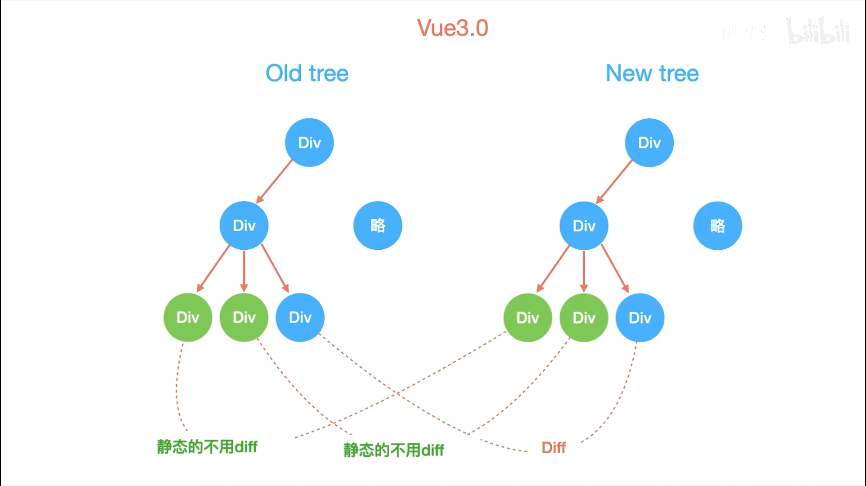 Vue3.0
bilibili
Old tree
New tree
Div
Div
Div
略
Div
略
Div
Div
Div
Div
Div
Div
静态的不用diff
静态的不用diff
Diff